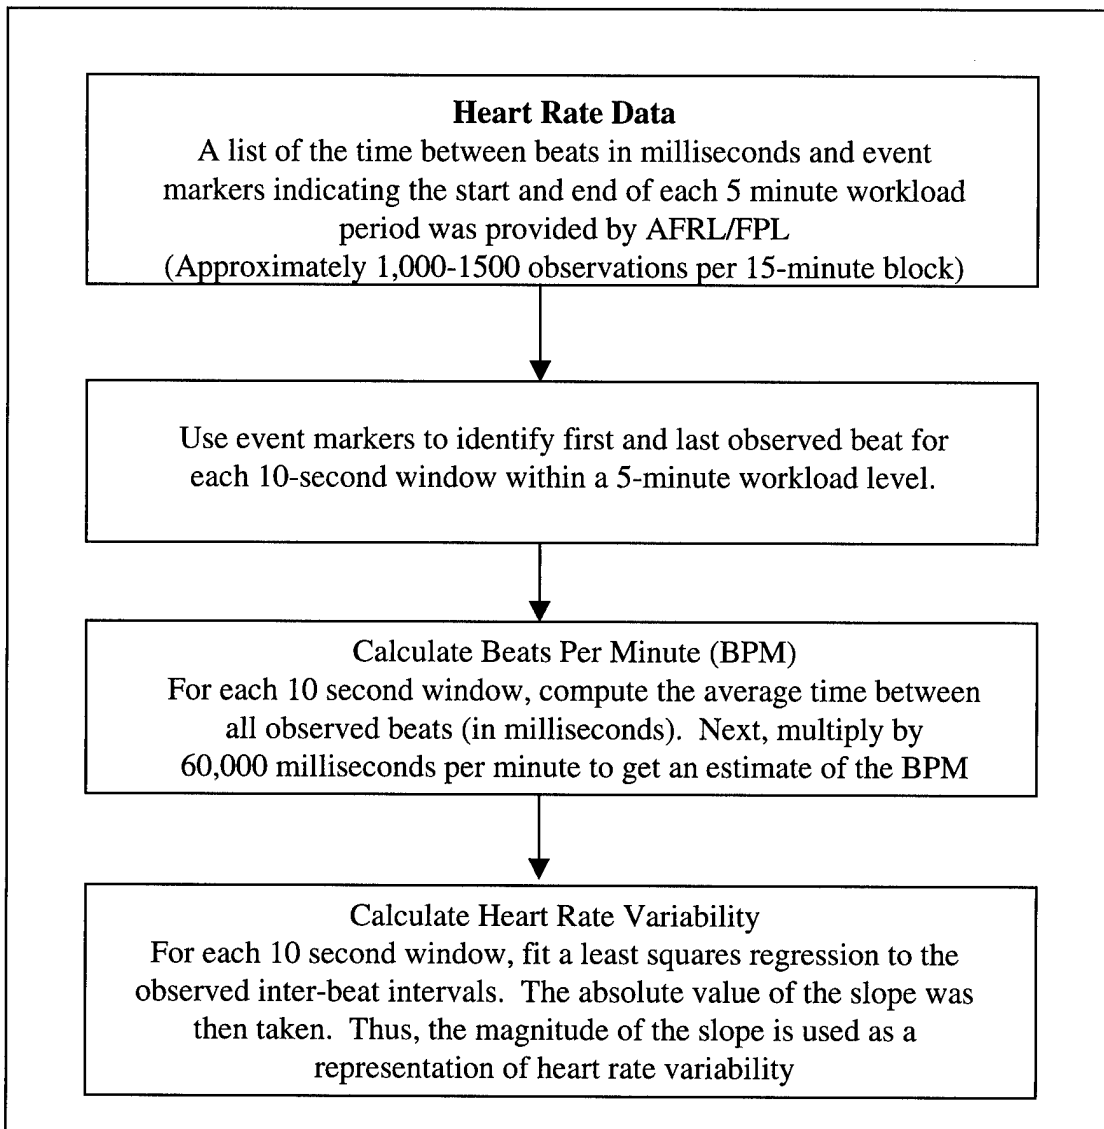 Heart Rate Data
A list of the time between beats in milliseconds and event
markers indicating the start and end of each 5 minute workload
period was provided by AFRL/FPL
(Approximately 1,000-1500 observations per 15-minute block)
Use event markers to identify first and last observed beat for
each 10-second window within a 5-minute workload level.
Calculate Beats Per Minute (BPM)
For each 10 second window, compute the average time between
all observed beats (in milliseconds).  Next, multiply by
60,000 milliseconds per minute to get an estimate of the BPM
Calculate Heart Rate Variability
For each 10 second window, fit a least squares regression to the
observed inter-beat intervals.  The absolute value of the slope was
then taken.  Thus, the magnitude of the slope is used as a
representation of heart rate variability